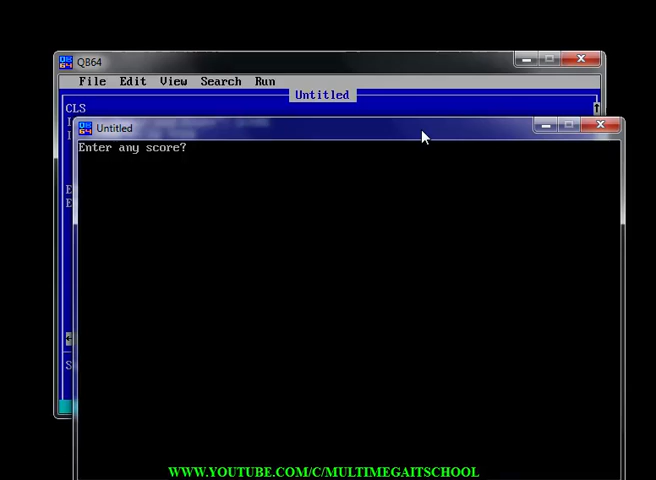 QB64
File Edit View Search Run
Untitled
CLS
Untitled
Enter any score?
WWW.YOUTUBE.COM/C/MULTIMEGAITSCHOOL